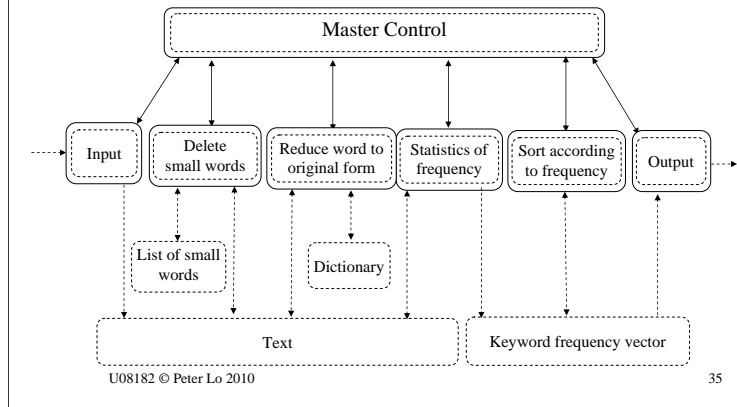 Master Control
Input
Delete
small words
Reduce word to
original form
Statistics of
frequency
Sort according
to frequency
Output
List of small
words
Dictionary
Text
Keyword frequency vector
U08182 © Peter Lo 2010
35